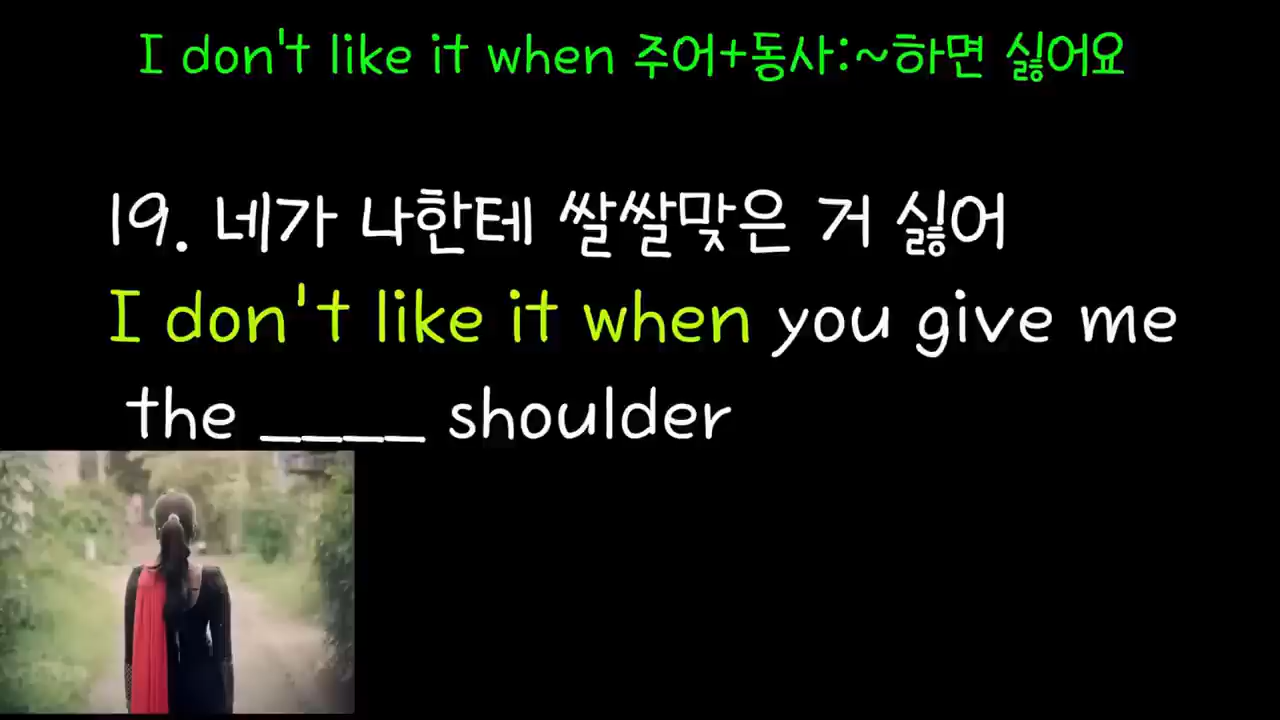 I don't like it when 주어+동사:~하면 싫어요
19. 네가 나한테 쌀쌀맞은 거 싫어
I don't like it when you give me
the ____ shoulder